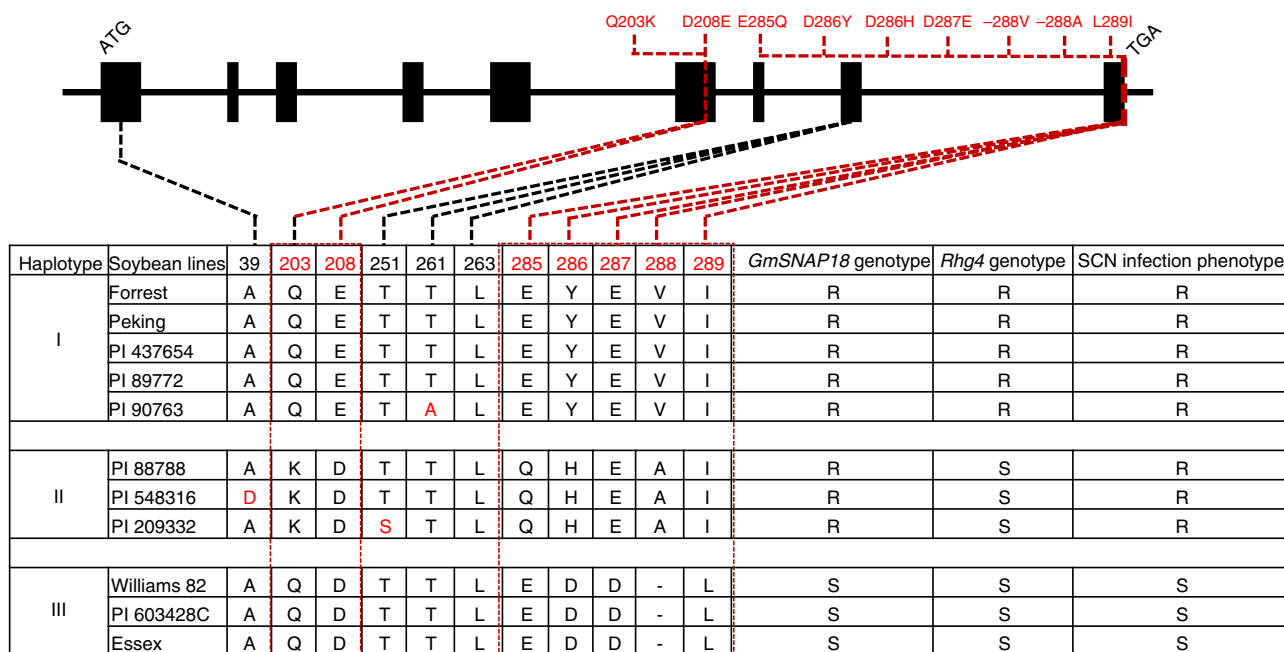 Q203K D208E E285Q D286Y D286H D287E –288V –288A L289I
ATG TGA
Haplotype Soybean lines 39 203 208 251 261 263 285 286 287 288 289 GmSNAP18 genotype Rhg4 genotype SCN infection phenotype
I
Forrest A Q E T T L E Y E V I R R R
Peking A Q E T T L E Y E V I R R R
PI 437654 A Q E T T L E Y E V I R R R
PI 89772 A Q E T T L E Y E V I R R R
PI 90763 A Q E T A L E Y E V I R R R
II
PI 88788 A K D T T L Q H E A I R S R
PI 548316 D K D T T L Q H E A I R S R
PI 209332 A K D S T L Q H E A I R S R
III
Williams 82 A Q D T T L E D D - L S S S
PI 603428C A Q D T T L E D D - L S S S
Essex A Q D T T L E D D - L S S S